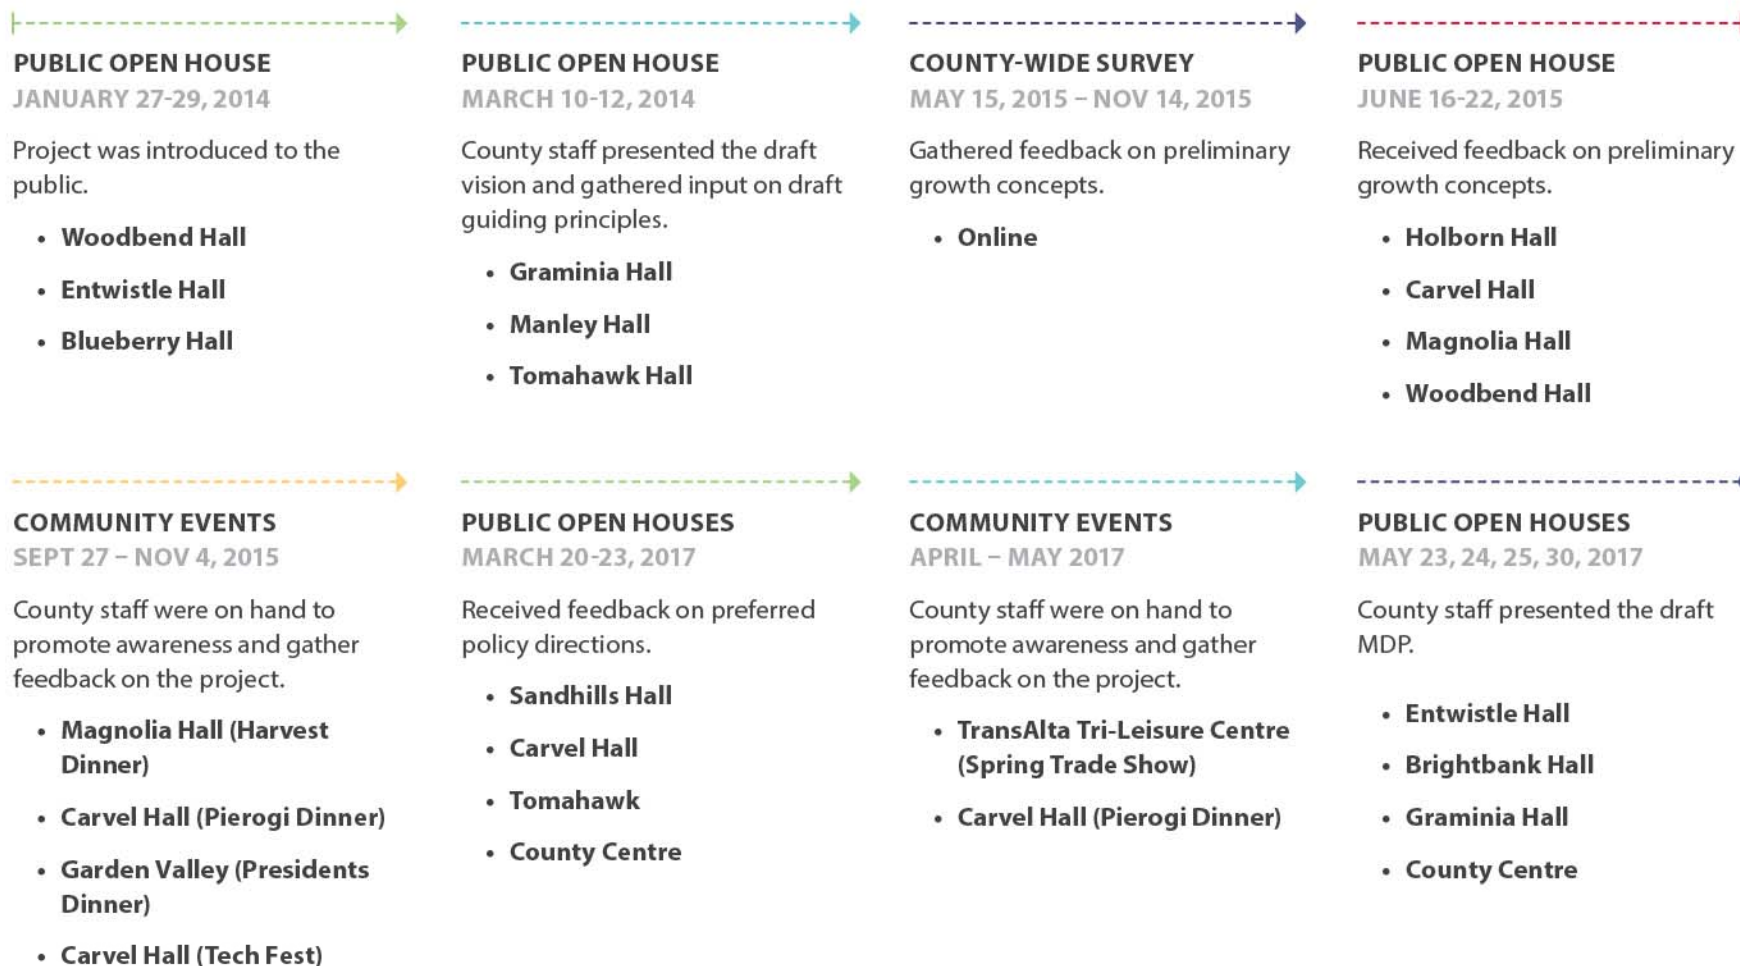 PUBLIC OPEN HOUSE
JANUARY 27-29, 2014
Project was introduced to the
public.
• Woodbend Hall
• Entwistle Hall
• Blueberry Hall
PUBLIC OPEN HOUSE
MARCH 10-12, 2014
County staff presented the draft
vision and gathered input on draft
guiding principles.
• Graminia Hall
• Manley Hall
• Tomahawk Hall
COUNTY-WIDE SURVEY
MAY 15, 2015 – NOV 14, 2015
Gathered feedback on preliminary
growth concepts.
• Online
PUBLIC OPEN HOUSE
JUNE 16-22, 2015
Received feedback on preliminary
growth concepts.
• Holborn Hall
• Carvel Hall
• Magnolia Hall
• Woodbend Hall
COMMUNITY EVENTS
SEPT 27 – NOV 4, 2015
County staff were on hand to
promote awareness and gather
feedback on the project.
• Magnolia Hall (Harvest
Dinner)
• Carvel Hall (Pierogi Dinner)
• Garden Valley (Presidents
Dinner)
• Carvel Hall (Tech Fest)
PUBLIC OPEN HOUSES
MARCH 20-23, 2017
Received feedback on preferred
policy directions.
• Sandhills Hall
• Carvel Hall
• Tomahawk
• County Centre
COMMUNITY EVENTS
APRIL – MAY 2017
County staff were on hand to
promote awareness and gather
feedback on the project.
• TransAlta Tri-Leisure Centre
(Spring Trade Show)
• Carvel Hall (Pierogi Dinner)
PUBLIC OPEN HOUSES
MAY 23, 24, 25, 30, 2017
County staff presented the draft
MDP.
• Entwistle Hall
• Brightbank Hall
• Graminia Hall
• County Centre